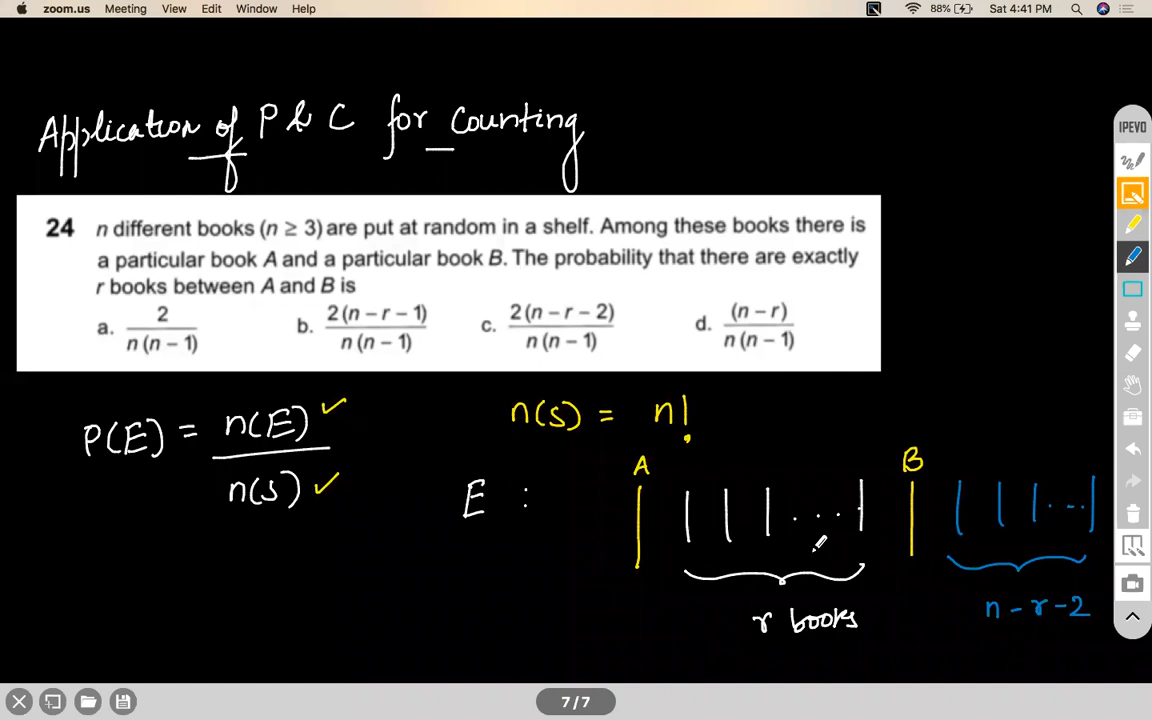 zoom.us Meeting View Edit Window Help 88% Sat 4:41 PM
Application of P & C for Counting
24 n different books (n ≥ 3) are put at random in a shelf. Among these books there is
a particular book A and a particular book B. The probability that there are exactly
r books between A and B is
a. 2/n(n − 1) b. 2(n − r − 1)/n(n − 1) c. 2(n − r − 2)/n(n − 1) d. (n − r)/n(n − 1)
P(E) = n(E)/n(S)
n(S) = n!
A B
E :
r books
n - r - 2
IPEVO
7 / 7